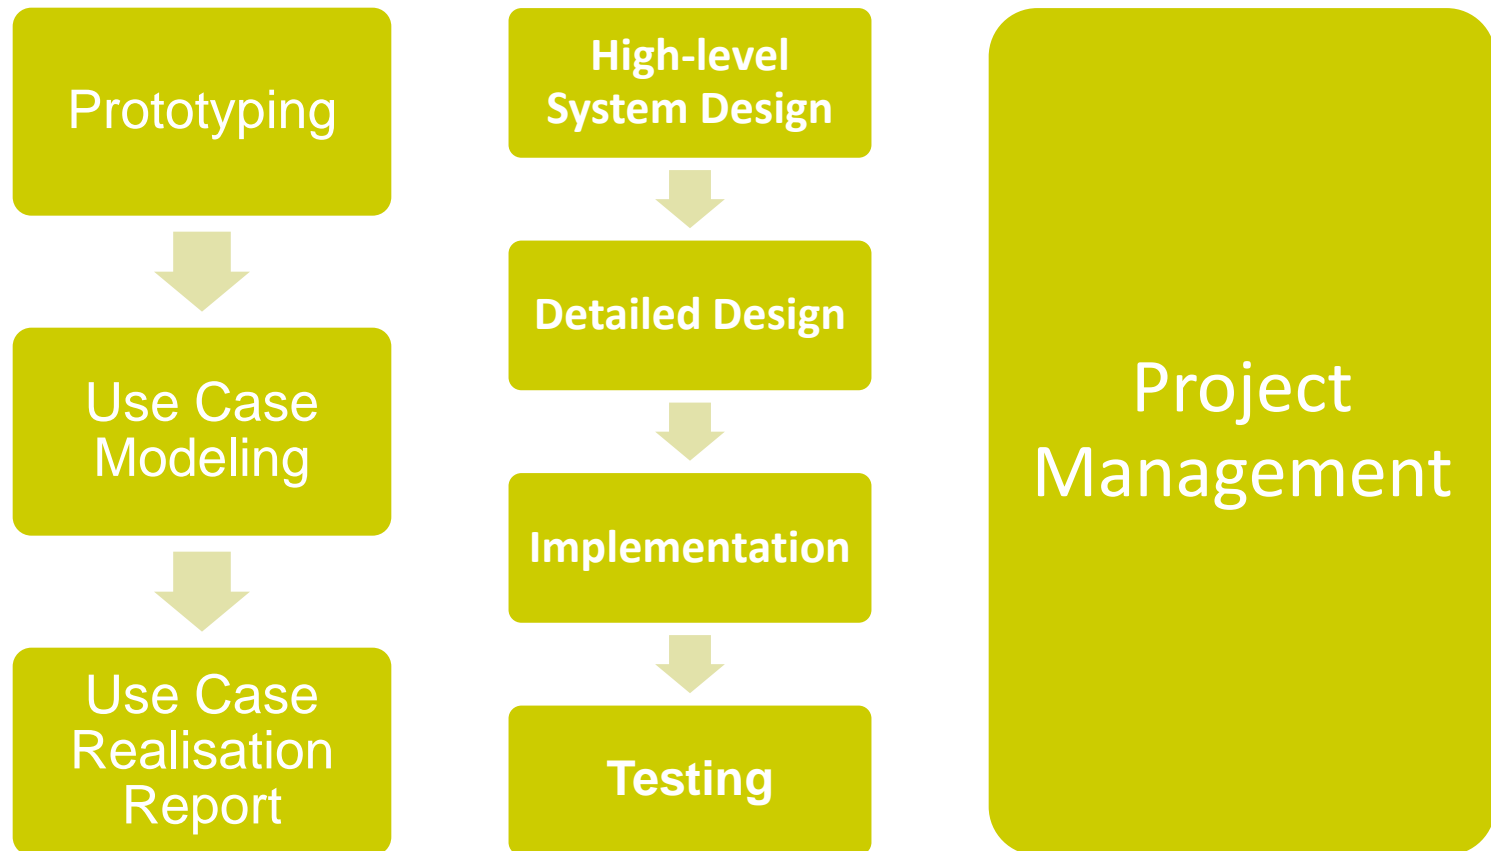 Prototyping
Use Case
Modeling
Use Case
Realisation
Report
High-level
System Design
Detailed Design
Implementation
Testing
Project
Management